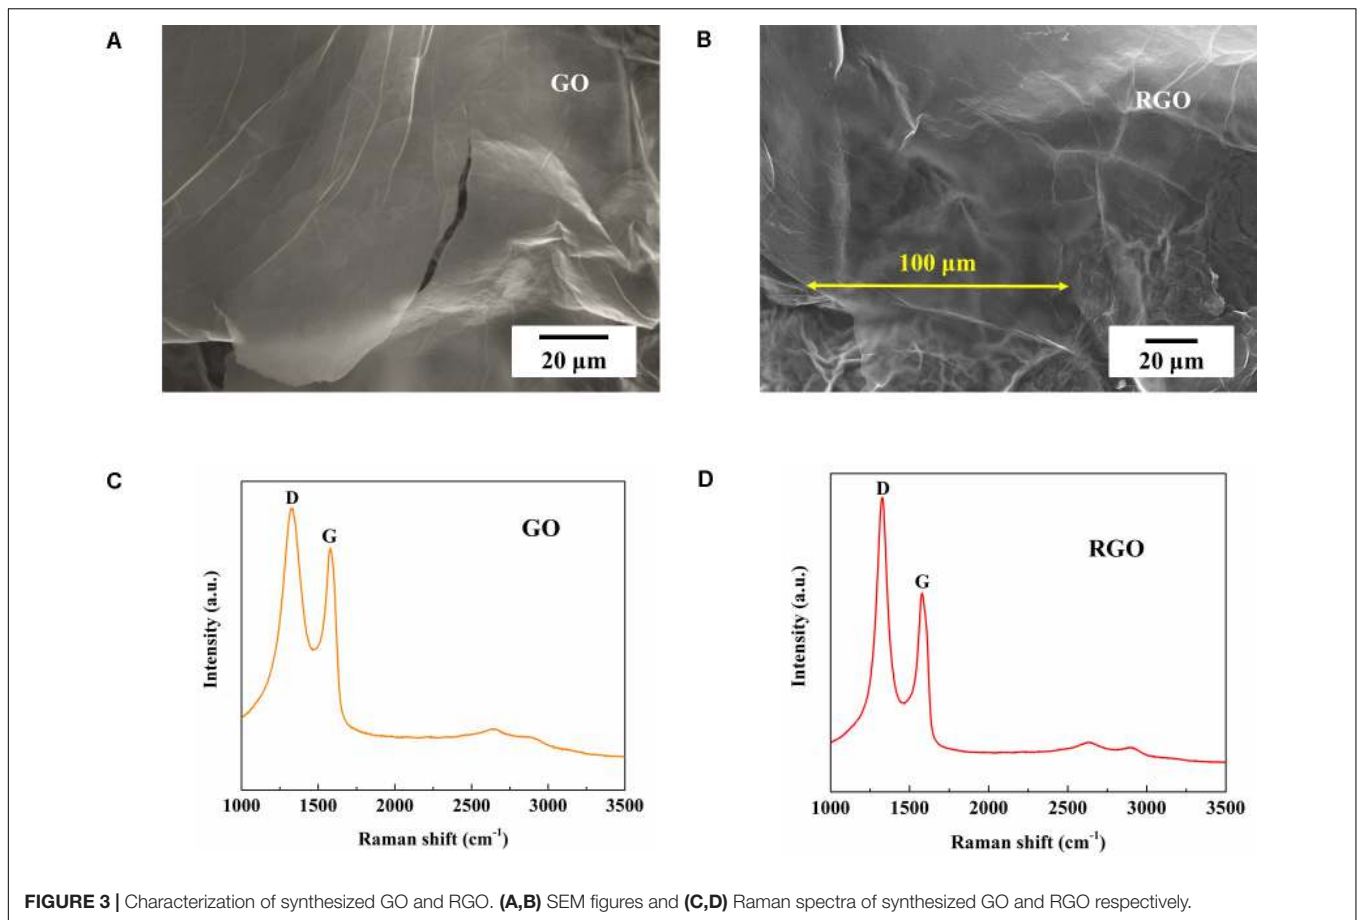 A
GO
20 μm
B
RGO
100 μm
20 μm
C
D
G
GO
Intensity (a.u.)
1000 1500 2000 2500 3000 3500
Raman shift (cm⁻¹)
D
D
G
RGO
Intensity (a.u.)
1000 1500 2000 2500 3000 3500
Raman shift (cm⁻¹)
FIGURE 3 | Characterization of synthesized GO and RGO. (A,B) SEM figures and (C,D) Raman spectra of synthesized GO and RGO respectively.